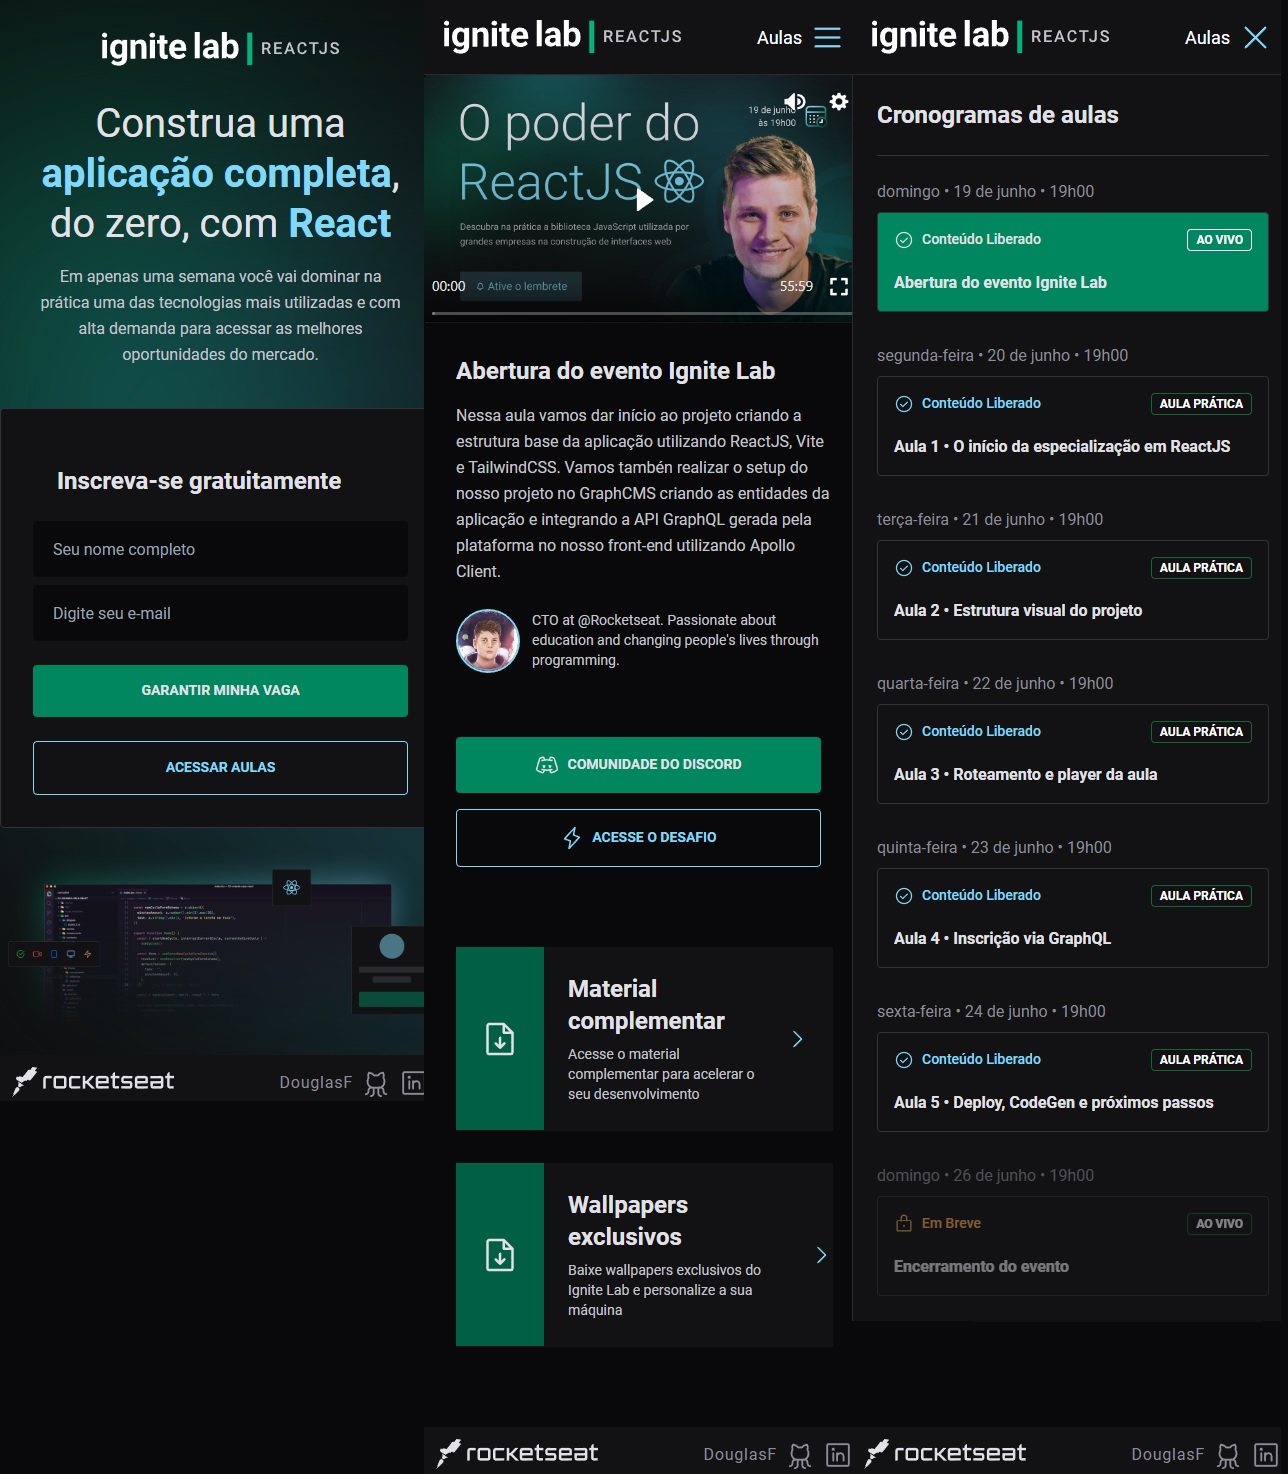 ignite lab REACTJS
Construa uma
aplicação completa,
do zero, com React
Em apenas uma semana você vai dominar na
prática uma das tecnologias mais utilizadas e com
alta demanda para acessar as melhores
oportunidades do mercado.
Inscreva-se gratuitamente
Seu nome completo
Digite seu e-mail
GARANTIR MINHA VAGA
ACESSAR AULAS
rocketseat
DouglasF
in
ignite lab REACTJS
Aulas
O poder do
ReactJS
19 de junho
às 19h00
Descubra na prática a biblioteca JavaScript utilizada por
grandes empresas na construção de interfaces web
00:00
Ative o lembrete
55:59
Abertura do evento Ignite Lab
Nessa aula vamos dar início ao projeto criando a
estrutura base da aplicação utilizando ReactJS, Vite
e TailwindCSS. Vamos tambén realizar o setup do
nosso projeto no GraphCMS criando as entidades da
aplicação e integrando a API GraphQL gerada pela
plataforma no nosso front-end utilizando Apollo
Client.
CTO at @Rocketseat. Passionate about
education and changing people's lives through
programming.
COMUNIDADE DO DISCORD
ACESSE O DESAFIO
Material
complementar
Acesse o material
complementar para acelerar o
seu desenvolvimento
Wallpapers
exclusivos
Baixe wallpapers exclusivos do
Ignite Lab e personalize a sua
máquina
rocketseat
DouglasF
in
ignite lab REACTJS
Aulas
Cronogramas de aulas
domingo • 19 de junho • 19h00
Conteúdo Liberado
AO VIVO
Abertura do evento Ignite Lab
segunda-feira • 20 de junho • 19h00
Conteúdo Liberado
AULA PRÁTICA
Aula 1 • O início da especialização em ReactJS
terça-feira • 21 de junho • 19h00
Conteúdo Liberado
AULA PRÁTICA
Aula 2 • Estrutura visual do projeto
quarta-feira • 22 de junho • 19h00
Conteúdo Liberado
AULA PRÁTICA
Aula 3 • Roteamento e player da aula
quinta-feira • 23 de junho • 19h00
Conteúdo Liberado
AULA PRÁTICA
Aula 4 • Inscrição via GraphQL
sexta-feira • 24 de junho • 19h00
Conteúdo Liberado
AULA PRÁTICA
Aula 5 • Deploy, CodeGen e próximos passos
domingo • 26 de junho • 19h00
Em Breve
AO VIVO
Encerramento do evento
rocketseat
DouglasF
in